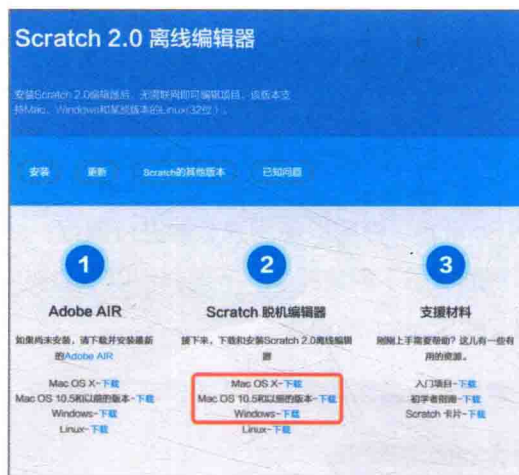 Scratch 2.0 离线编辑器
安装Scratch 2.0编辑器后，无需联网即可编辑项目，该版本支
持Mac、Windows和某些版本的Linux(32位)。
安装 更新 Scratch的其他版本 已知问题
1
Adobe AIR
如果尚未安装，请下载并安装最新
的Adobe AIR
Mac OS X-下载
Mac OS 10.5和以前的版本-下载
Windows-下载
Linux-下载
2
Scratch 脱机编辑器
接下来，下载和安装Scratch 2.0离线编辑
器
Mac OS X-下载
Mac OS 10.5和以前的版本-下载
Windows-下载
Linux-下载
3
支援材料
刚刚上手需要帮助？这儿有一些有
用的资源。
入门项目-下载
初学者指南-下载
Scratch 卡片-下载